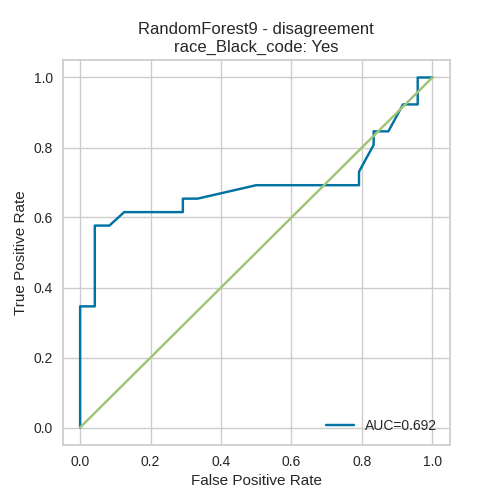 RandomForest9 - disagreement
race_Black_code: Yes
True Positive Rate
1.0
0.8
0.6
0.4
0.2
0.0
AUC=0.692
0.0 0.2 0.4 0.6 0.8 1.0
False Positive Rate